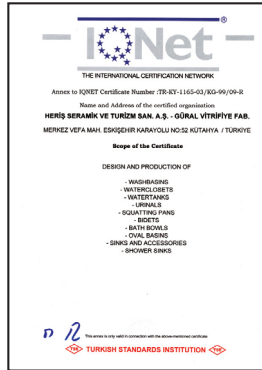 IQNet
®
THE INTERNATIONAL CERTIFICATION NETWORK
Annex to IQNET Certificate Number :TR-KY-1165-03/KG-99/09-R
Name and Address of the certified organization
HERİŞ SERAMİK VE TURİZM SAN. A.Ş. - GÜRAL VİTRİFİYE FAB.
MERKEZ VEFA MAH. ESKİŞEHİR KARAYOLU NO:52 KÜTAHYA / TÜRKİYE
Scope of the Certificate
DESIGN AND PRODUCTION OF
- WASHBASINS
- WATERCLOSETS
- WATERTANKS
- URINALS
- SQUATTING PANS
- BIDETS
- BATH BOWLS
- OVAL BASINS
- SINKS AND ACCESSORIES
- SHOWER SINKS
This annex is only valid in connection with the above-mentioned certificate
TSE TURKISH STANDARDS INSTITUTION TSE